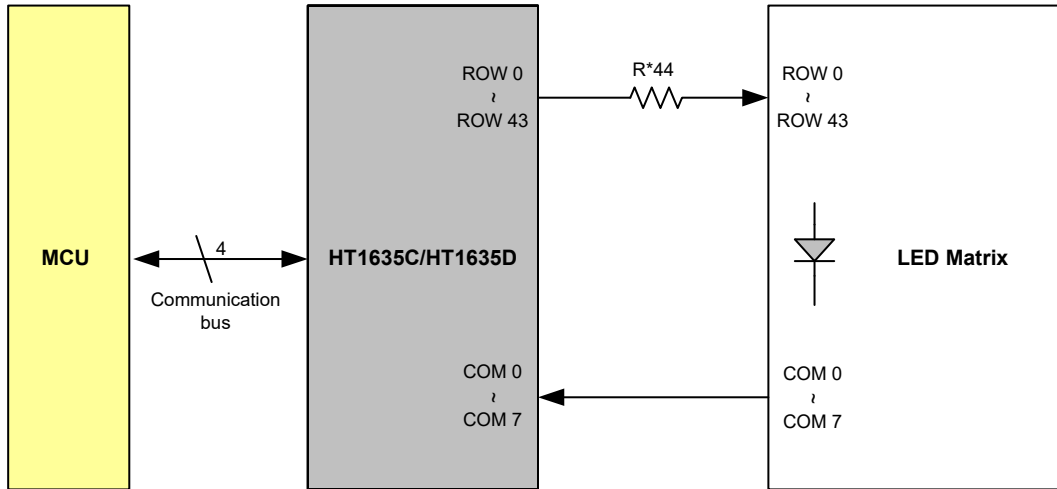 MCU
4
Communication
bus
HT1635C/HT1635D
ROW 0
~
ROW 43
COM 0
~
COM 7
R*44
ROW 0
~
ROW 43
LED Matrix
COM 0
~
COM 7